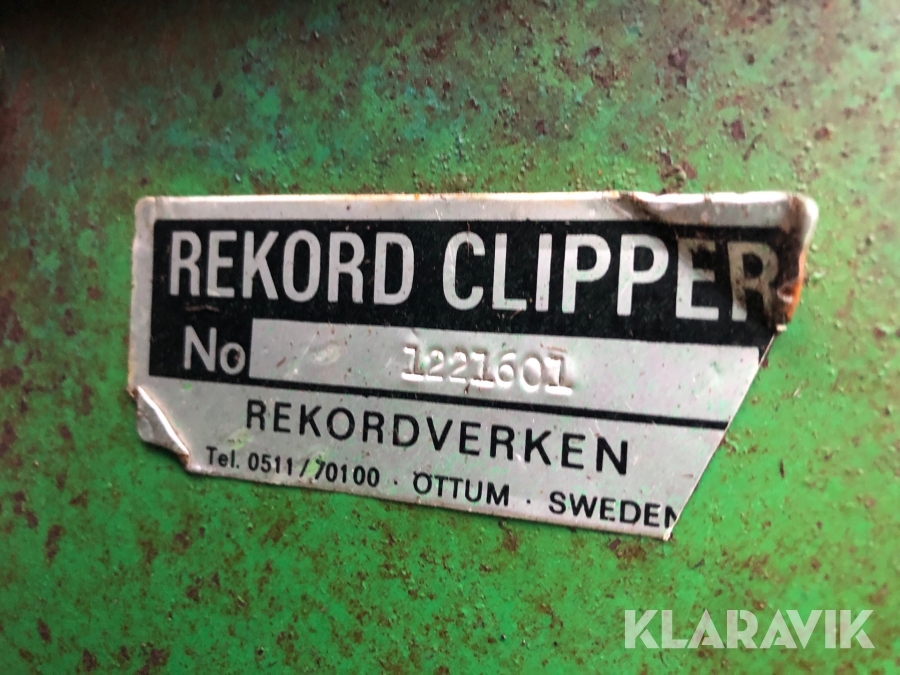 REKORD CLIPPER
No 1221601
REKORDVERKEN
Tel. 0511/70100 · OTTUM · SWEDEN
KLARAVIK